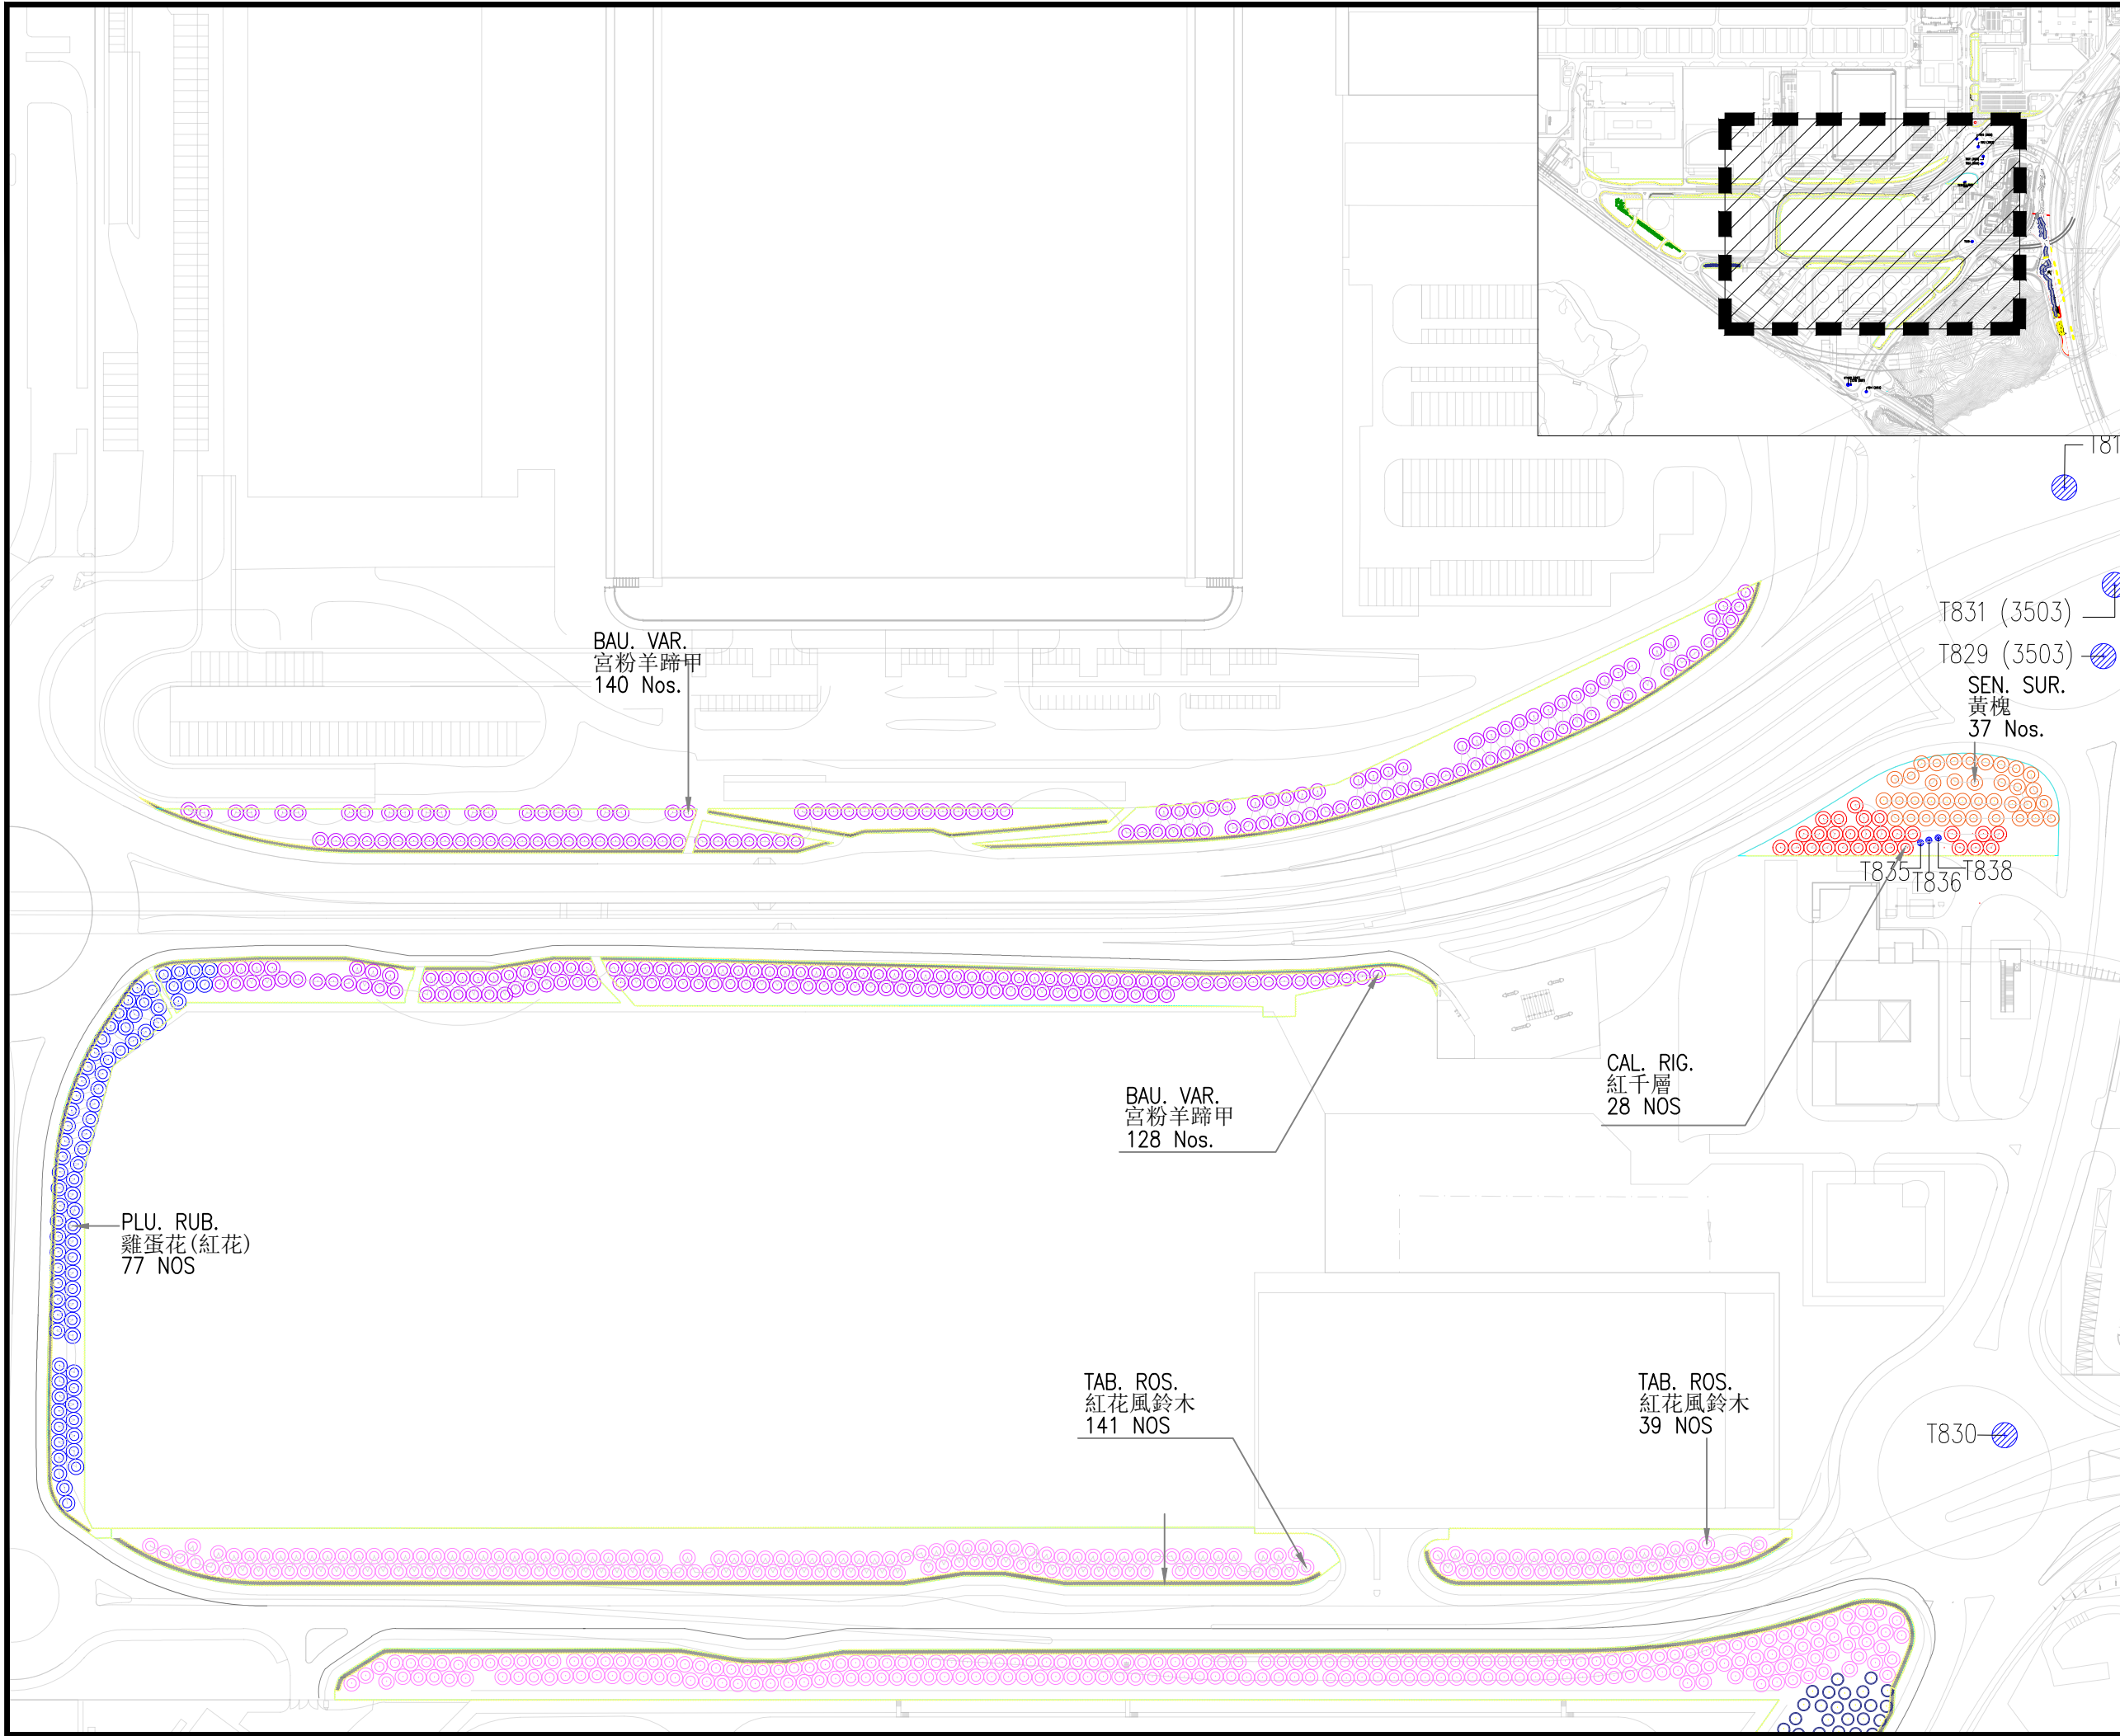 T81
T831 (3503)
T829 (3503)
SEN. SUR.
黃槐
37 Nos.
BAU. VAR.
宮粉羊蹄甲
140 Nos.
T835
T836
T838
CAL. RIG.
紅千層
28 NOS
BAU. VAR.
宮粉羊蹄甲
128 Nos.
PLU. RUB.
雞蛋花(紅花)
77 NOS
TAB. ROS.
紅花風鈴木
141 NOS
TAB. ROS.
紅花風鈴木
39 NOS
T830